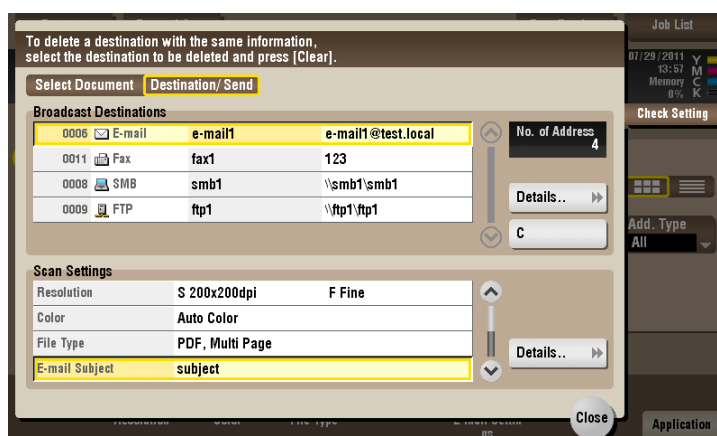 Job List
To delete a destination with the same information,
select the destination to be deleted and press [Clear].
07/29/2011
13:57
Memory
0%
Y
M
C
K
Select Document Destination/Send
Check Setting
Broadcast Destinations
0006 E-mail e-mail1 e-mail1@test.local
0011 Fax fax1 123
0008 SMB smb1 \\smb1\smb1
0009 FTP ftp1 \\ftp1\ftp1
No. of Address
4
Details..
C
Add. Type
All
Scan Settings
Resolution S 200x200dpi F Fine
Color Auto Color
File Type PDF, Multi Page
E-mail Subject subject
Details..
Close
Application